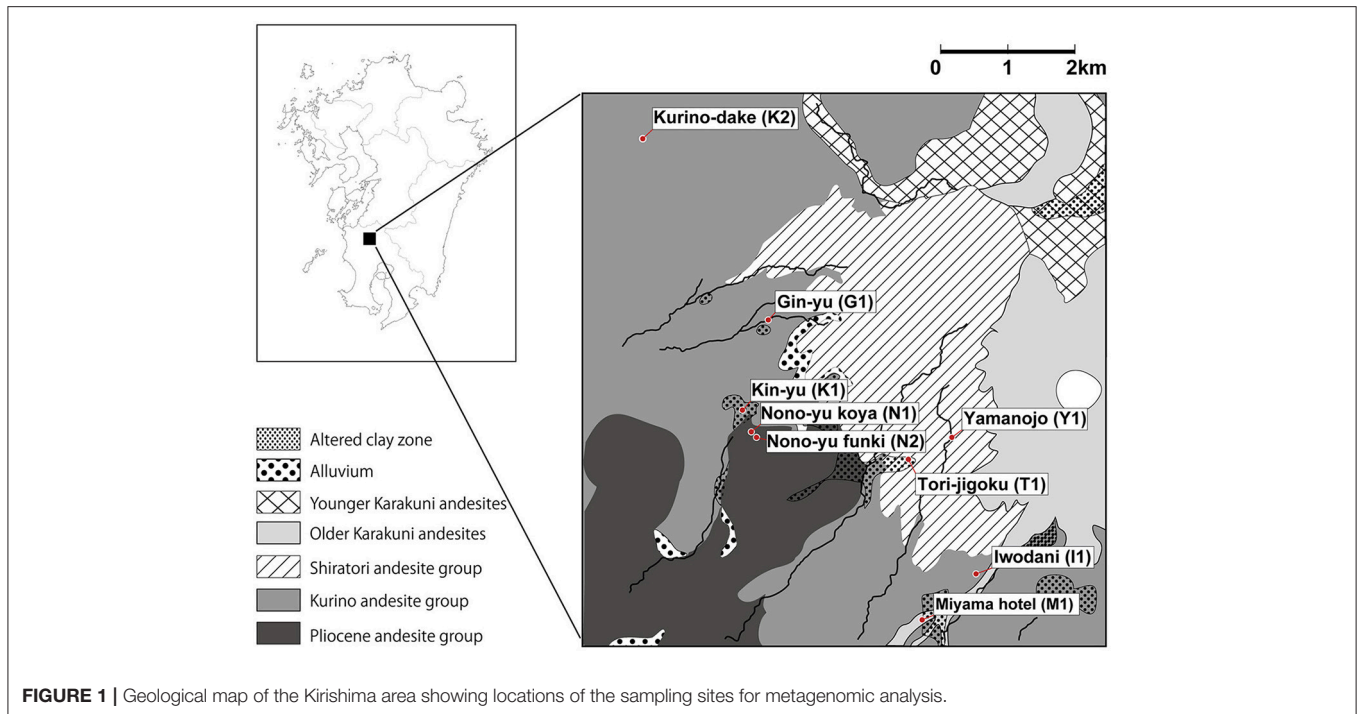 0 1 2km
Kurino-dake (K2)
Gin-yu (G1)
Kin-yu (K1)
Nono-yu koya (N1)
Yamanojo (Y1)
Nono-yu funki (N2)
Tori-jigoku (T1)
Iwodani (I1)
Miyama hotel (M1)
Altered clay zone
Alluvium
Younger Karakuni andesites
Older Karakuni andesites
Shiratori andesite group
Kurino andesite group
Pliocene andesite group
FIGURE 1 | Geological map of the Kirishima area showing locations of the sampling sites for metagenomic analysis.